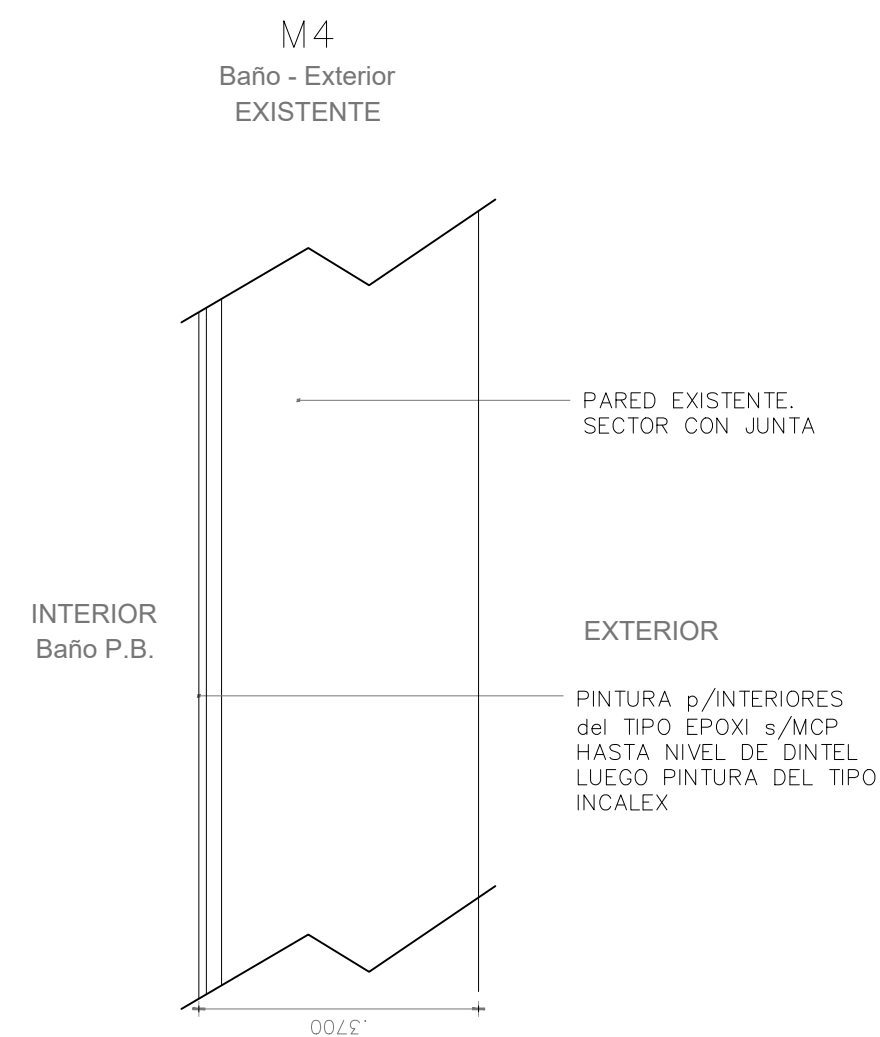 M4
Baño - Exterior
EXISTENTE
PARED EXISTENTE.
SECTOR CON JUNTA
INTERIOR
Baño P.B.
EXTERIOR
PINTURA p/INTERIORES
del TIPO EPOXI s/MCP
HASTA NIVEL DE DINTEL
LUEGO PINTURA DEL TIPO
INCALEX
.3700